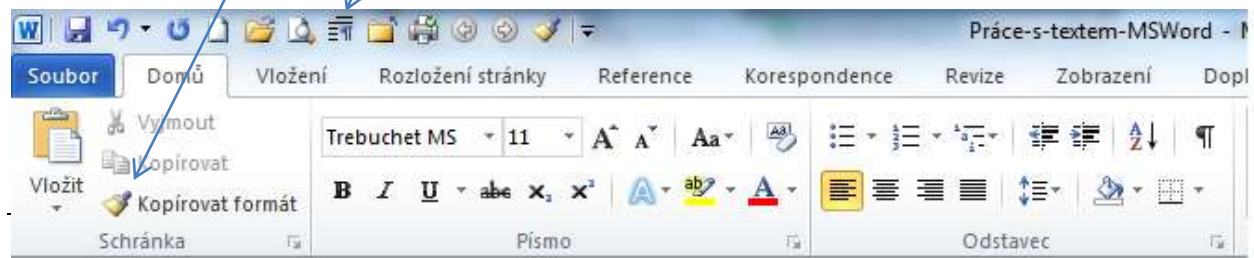 Práce-s-textem-MSWord -
Soubor Domů Vložení Rozložení stránky Reference Korespondence Revize Zobrazení
Vyjmout
Kopírovat
Vložit
Kopírovat formát
Trebuchet MS 11 A A Aa
B I U abc x₂ x² A ab A
Schránka Písmo Odstavec